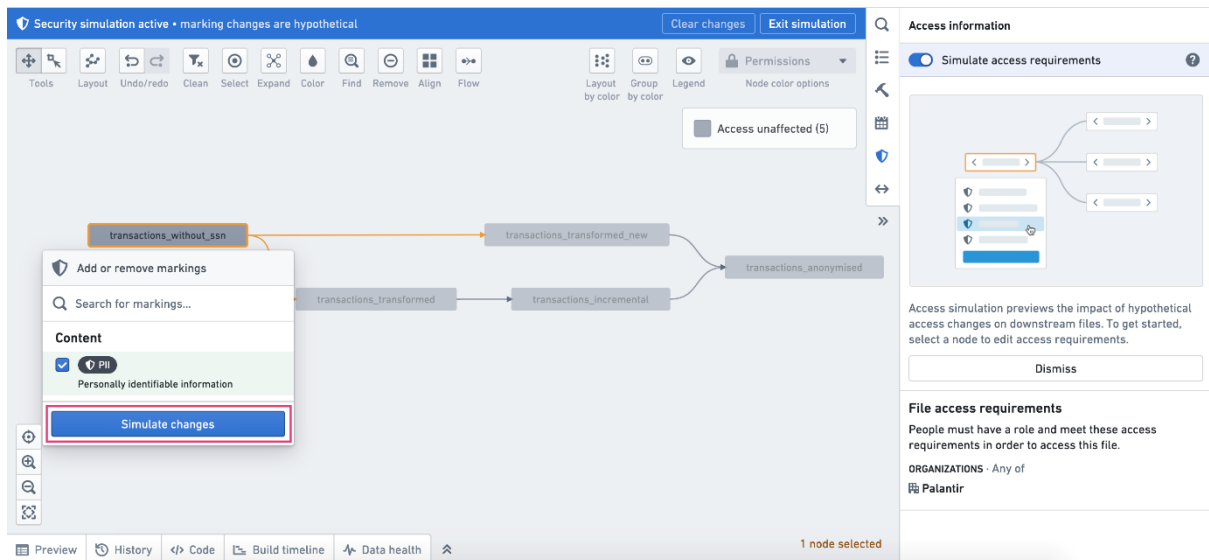 Security simulation active • marking changes are hypothetical
Clear changes
Exit simulation
Tools
Layout
Undo/redo
Clean
Select
Expand
Color
Find
Remove
Align
Flow
Layout by color
Group by color
Legend
Permissions
Node color options
Access unaffected (5)
transactions_without_ssn
transactions_transformed_new
transactions_anonymised
transactions_transformed
transactions_incremental
Add or remove markings
Search for markings...
Content
PII
Personally identifiable information
Simulate changes
Preview
History
</> Code
Build timeline
Data health
1 node selected
Access information
Simulate access requirements
Access simulation previews the impact of hypothetical
access changes on downstream files. To get started,
select a node to edit access requirements.
Dismiss
File access requirements
People must have a role and meet these access
requirements in order to access this file.
ORGANIZATIONS · Any of
Palantir